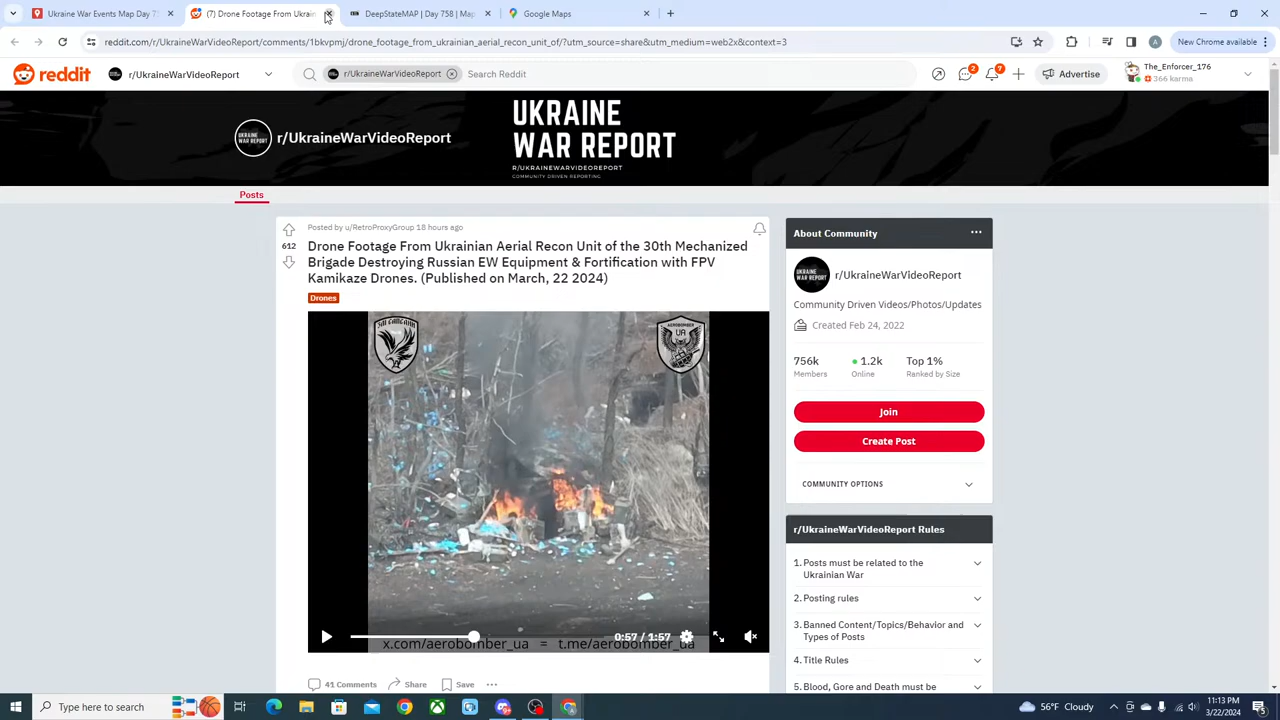 Ukraine War Events Map Day 7
(7) Drone Footage From Ukrain
DeepStateMAP | Day 758 | Map
Google Maps
reddit.com/r/UkraineWarVideoReport/comments/1bkvpmj/drone_footage_from_ukrainian_aerial_recon_unit_of/?utm_source=share&utm_medium=web2x&context=3
A
New Chrome available
reddit
r/UkraineWarVideoReport
r/UkraineWarVideoReport
Search Reddit
2
7
Advertise
The_Enforcer_176
366 karma
r/UkraineWarVideoReport
UKRAINE
WAR REPORT
R/UKRAINEWARVIDEOREPORT
COMMUNITY DRIVEN REPORTING
Posts
Posted by u/RetroProxyGroup 18 hours ago
612
Drone Footage From Ukrainian Aerial Recon Unit of the 30th Mechanized
Brigade Destroying Russian EW Equipment & Fortification with FPV
Kamikaze Drones. (Published on March, 22 2024)
Drones
AEROBOMBER
UA
0:57 / 1:57
x.com/aerobomber_ua = t.me/aerobomber_ua
41 Comments
Share
Save
About Community
r/UkraineWarVideoReport
Community Driven Videos/Photos/Updates
Created Feb 24, 2022
756k
1.2k
Top 1%
Members
Online
Ranked by Size
Join
Create Post
COMMUNITY OPTIONS
r/UkraineWarVideoReport Rules
1. Posts must be related to the
Ukrainian War
2. Posting rules
3. Banned Content/Topics/Behavior and
Types of Posts
4. Title Rules
5. Blood, Gore and Death must be
Type here to search
56°F Cloudy
11:13 PM
3/22/2024